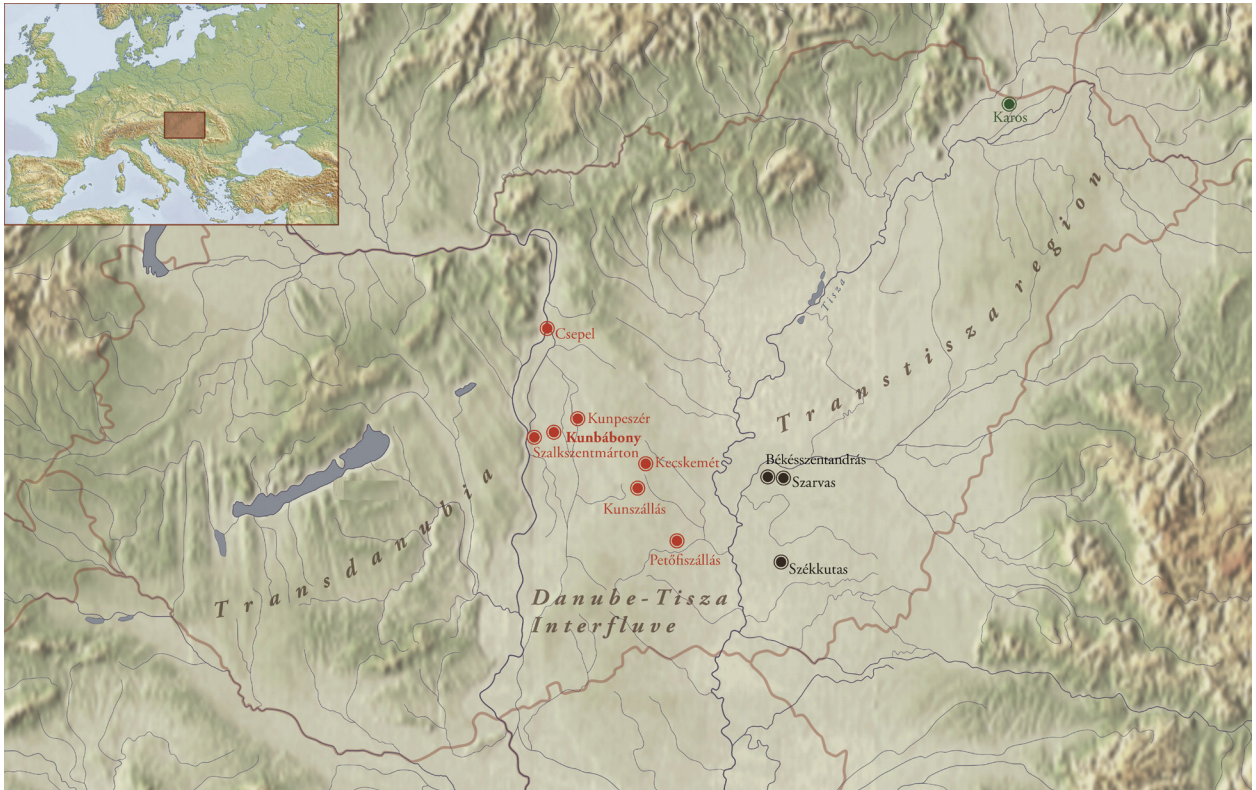 Karos
Transtisza region
Tisza
Csepel
Kunpeszér
Kunbábony
Szalkszentmárton
Kecskemét
Békésszentandrás
Szarvas
Kunszállás
Petőfiszállás
Székkutas
Transdanubia
Danube-Tisza
Interfluve